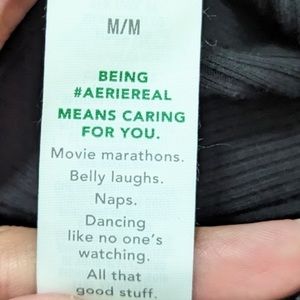 M/M
BEING
#AERIEREAL
MEANS CARING
FOR YOU.
Movie marathons.
Belly laughs.
Naps.
Dancing
like no one's
watching.
All that
good stuff.